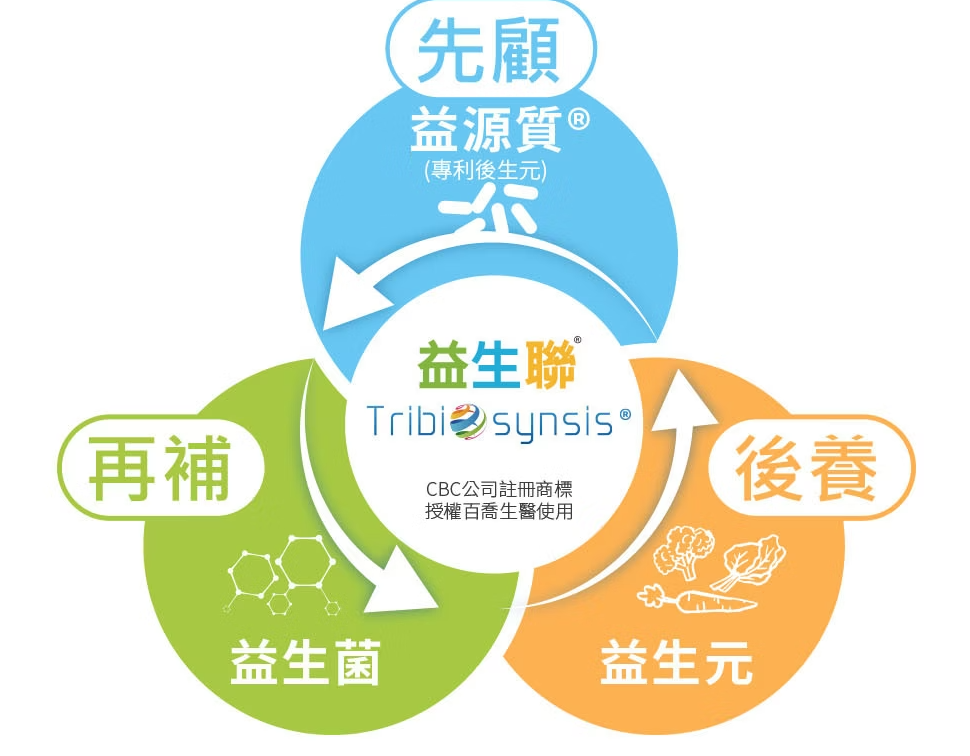 先顧
益源質®
(專利後生元)
益生聯®
Tribiosynsis®
CBC公司註冊商標
授權百喬生醫使用
再補
後養
益生菌
益生元